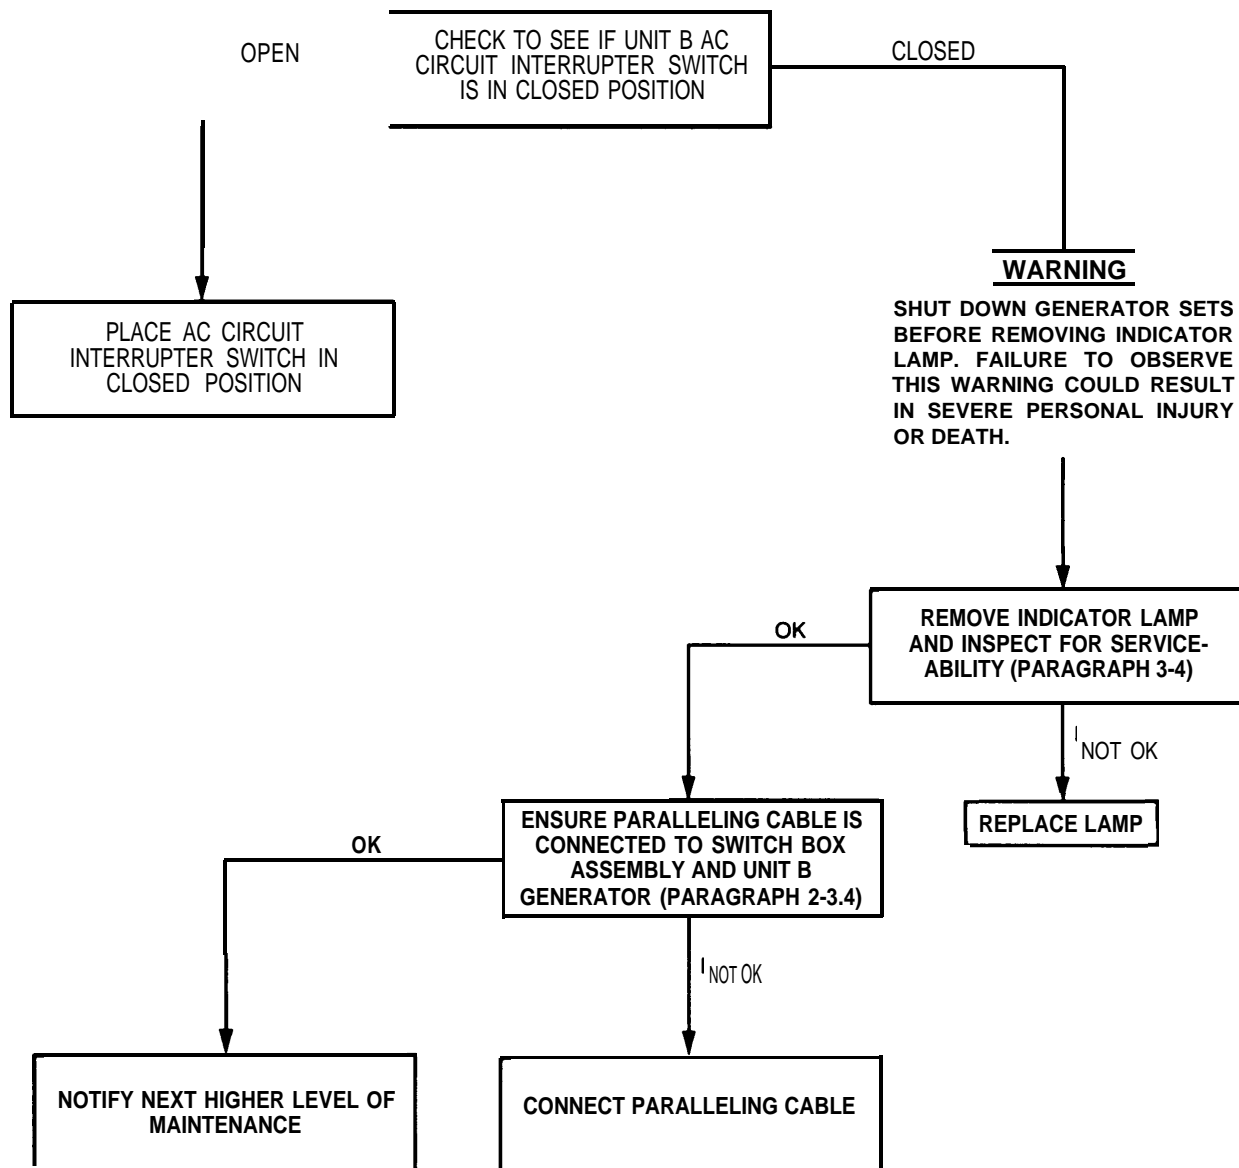 OPEN
CHECK TO SEE IF UNIT B AC
CIRCUIT INTERRUPTER SWITCH
IS IN CLOSED POSITION
CLOSED
PLACE AC CIRCUIT
INTERRUPTER SWITCH IN
CLOSED POSITION
WARNING
SHUT DOWN GENERATOR SETS
BEFORE REMOVING INDICATOR
LAMP. FAILURE TO OBSERVE
THIS WARNING COULD RESULT
IN SEVERE PERSONAL INJURY
OR DEATH.
REMOVE INDICATOR LAMP
AND INSPECT FOR SERVICE-
ABILITY (PARAGRAPH 3-4)
OK
NOT OK
REPLACE LAMP
ENSURE PARALLELING CABLE IS
CONNECTED TO SWITCH BOX
ASSEMBLY AND UNIT B
GENERATOR (PARAGRAPH 2-3.4)
OK
NOT OK
NOTIFY NEXT HIGHER LEVEL OF
MAINTENANCE
CONNECT PARALLELING CABLE